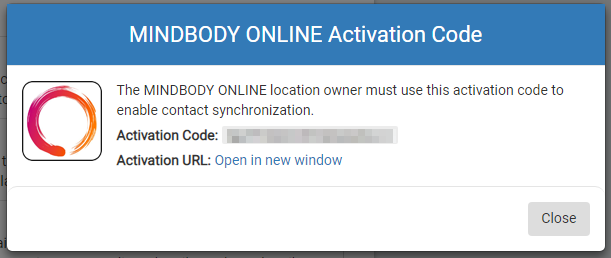 MINDBODY ONLINE Activation Code
The MINDBODY ONLINE location owner must use this activation code to
enable contact synchronization.
Activation Code:
Activation URL: Open in new window
Close